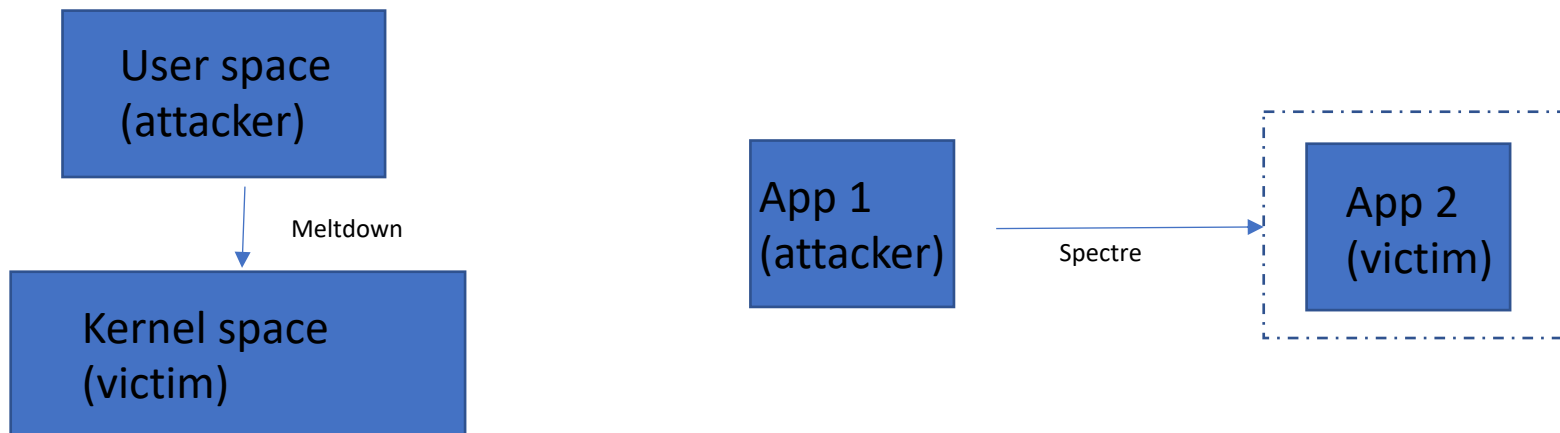 User space
(attacker)
Meltdown
Kernel space
(victim)
App 1
(attacker)
Spectre
App 2
(victim)